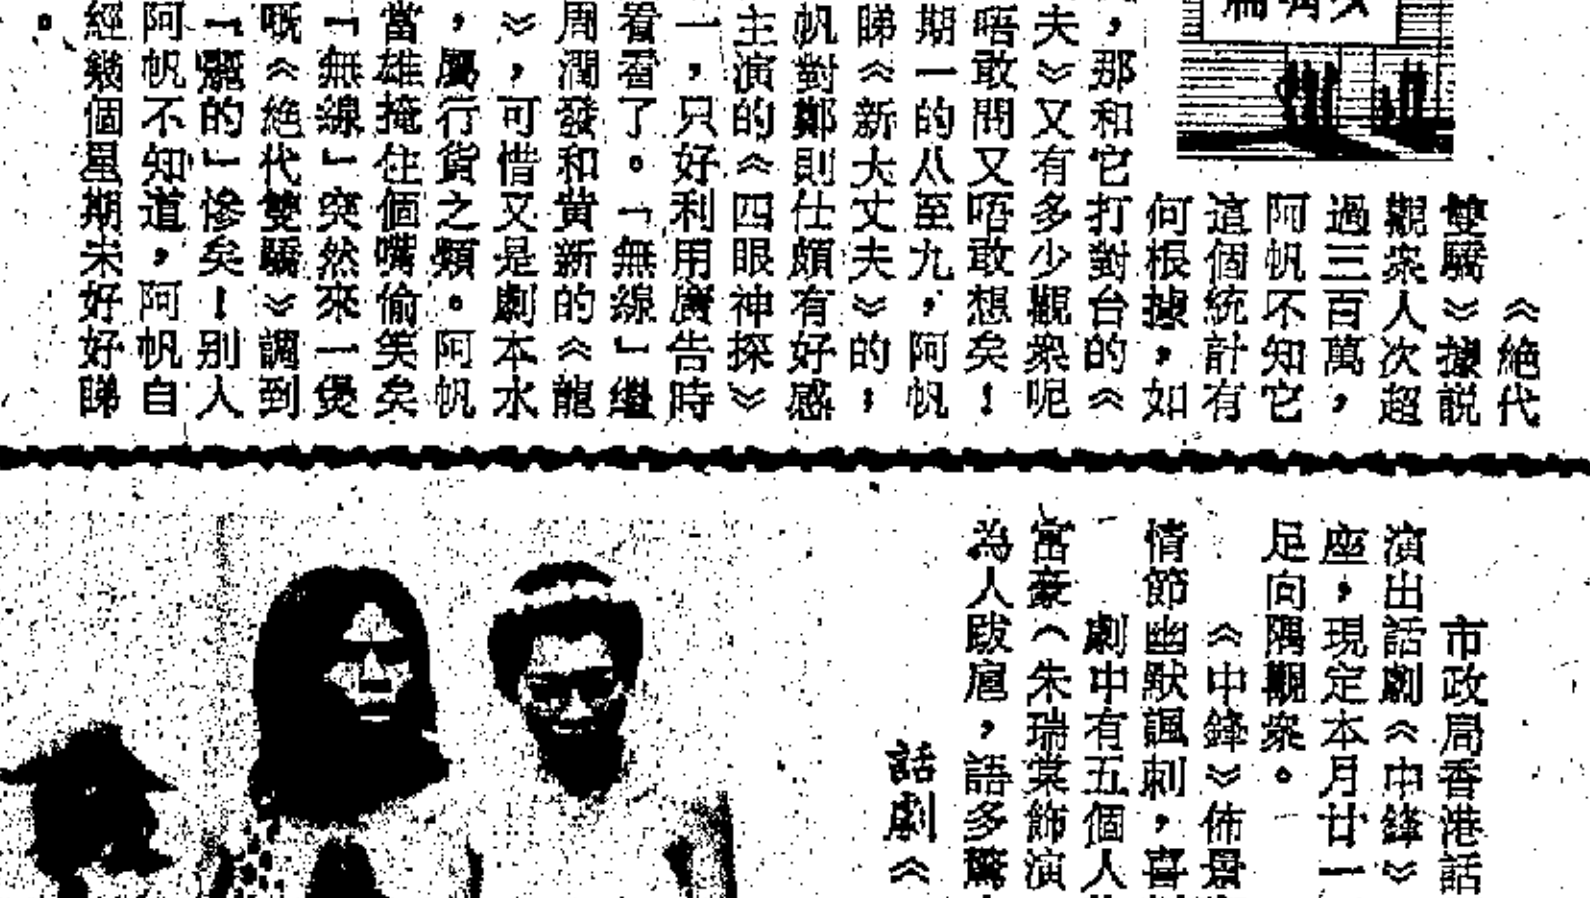 《絶代
雙驕》據説
觀衆人次超
過三百萬，
阿帆不知它
這個統計有
何根據，如
，那和它打對台的《
夫》又有多少觀衆呢
唔敢問又唔敢想矣！
期一的八至九，阿帆
睇《新大丈夫》的，
帆對鄭則仕頗有好感
主演的《四眼神探》
一，只好利用廣告時
看看了。「無線」繼
周潤發和黄新的《龍
》，可惜又是劇本水
，屬行貨之類。阿帆
當雄掩住個嘴偷笑矣
「無線」突然來一煲
嘅《絶代雙驕》調到
「麗的」慘矣！别人
阿帆不知道，阿帆自
經幾個星期未好好睇
。
市政局香港話
演出話劇《中鋒》
座，現定本月廿一
足向隅觀衆。
《中鋒》佈景
情節幽默諷刺，喜
劇中有五個人
富豪（朱瑞棠飾演
為人跋扈，語多驚
話劇《